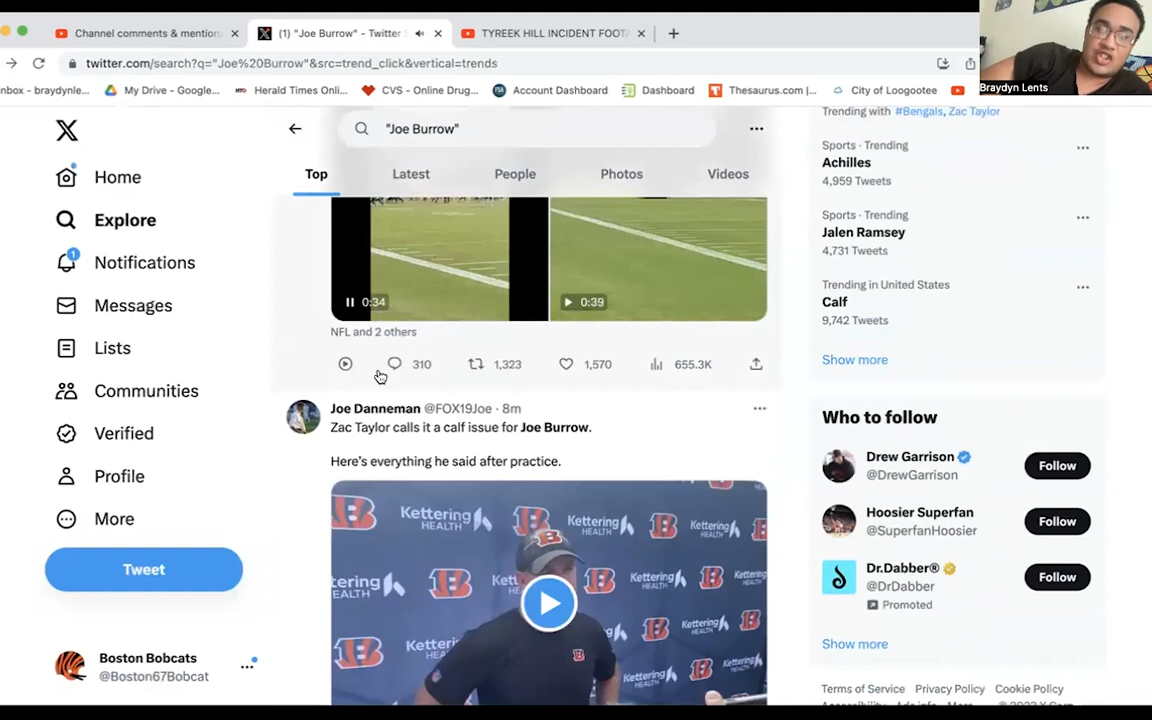 Channel comments & mention
(1) "Joe Burrow" - Twitter
TYREEK HILL INCIDENT FOOTA
twitter.com/search?q="Joe%20Burrow"&src=trend_click&vertical=trends
nbox - braydynle...
My Drive - Google...
Herald Times Onli...
CVS - Online Drug...
Account Dashboard
Dashboard
Thesaurus.com |...
City of Loogootee
Braydyn Lents
Home
Explore
1
Notifications
Messages
Lists
Communities
Verified
Profile
More
Tweet
Boston Bobcats
@Boston67Bobcat
"Joe Burrow"
Top
Latest
People
Photos
Videos
0:34
0:39
NFL and 2 others
310
1,323
1,570
655.3K
Joe Danneman @FOX19Joe · 8m
Zac Taylor calls it a calf issue for Joe Burrow.
Here's everything he said after practice.
Kettering
HEALTH
Kettering
HEALTH
Kettering
HEALTH
Trending with #Bengals, Zac Taylor
Sports · Trending
Achilles
4,959 Tweets
Sports · Trending
Jalen Ramsey
4,731 Tweets
Trending in United States
Calf
9,742 Tweets
Show more
Who to follow
Drew Garrison
@DrewGarrison
Follow
Hoosier Superfan
@SuperfanHoosier
Follow
Dr.Dabber®
@DrDabber
Promoted
Follow
Show more
Terms of Service Privacy Policy Cookie Policy